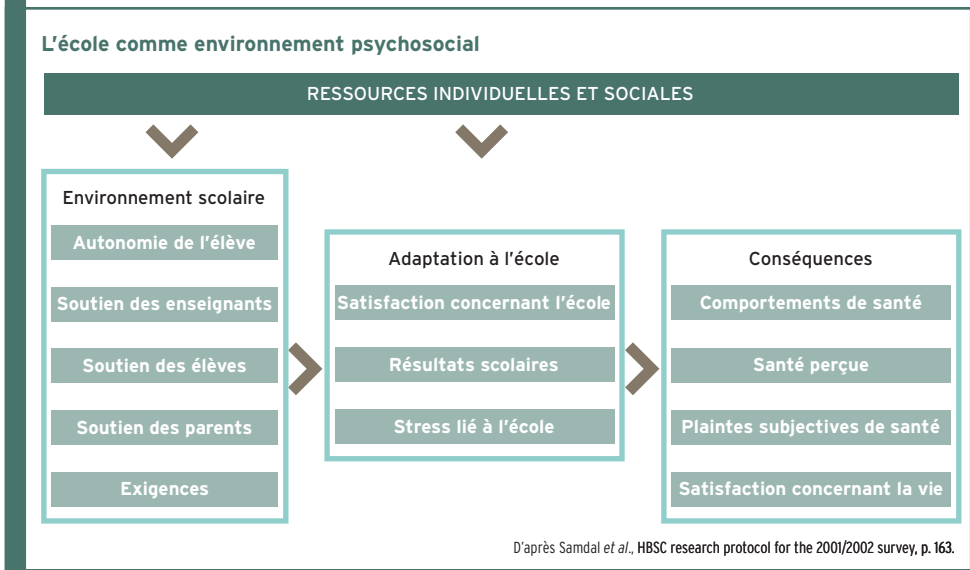 L'école comme environnement psychosocial
RESSOURCES INDIVIDUELLES ET SOCIALES
Environnement scolaire
Autonomie de l'élève
Soutien des enseignants
Soutien des élèves
Soutien des parents
Exigences
Adaptation à l'école
Satisfaction concernant l'école
Résultats scolaires
Stress lié à l'école
Conséquences
Comportements de santé
Santé perçue
Plaintes subjectives de santé
Satisfaction concernant la vie
D'après Samdal et al., HBSC research protocol for the 2001/2002 survey, p. 163.